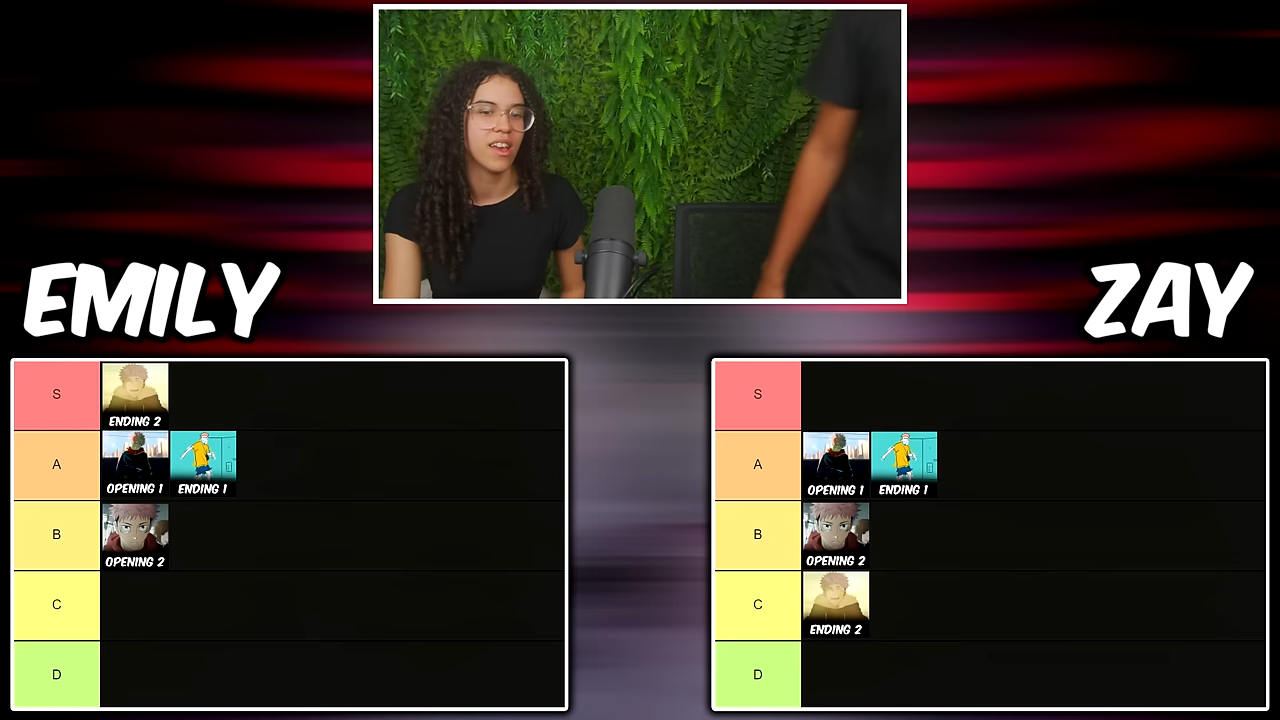 EMILY
ZAY
S
ENDING 2
A
OPENING 1
ENDING 1
B
OPENING 2
C
D
S
A
OPENING 1
ENDING 1
B
OPENING 2
C
ENDING 2
D